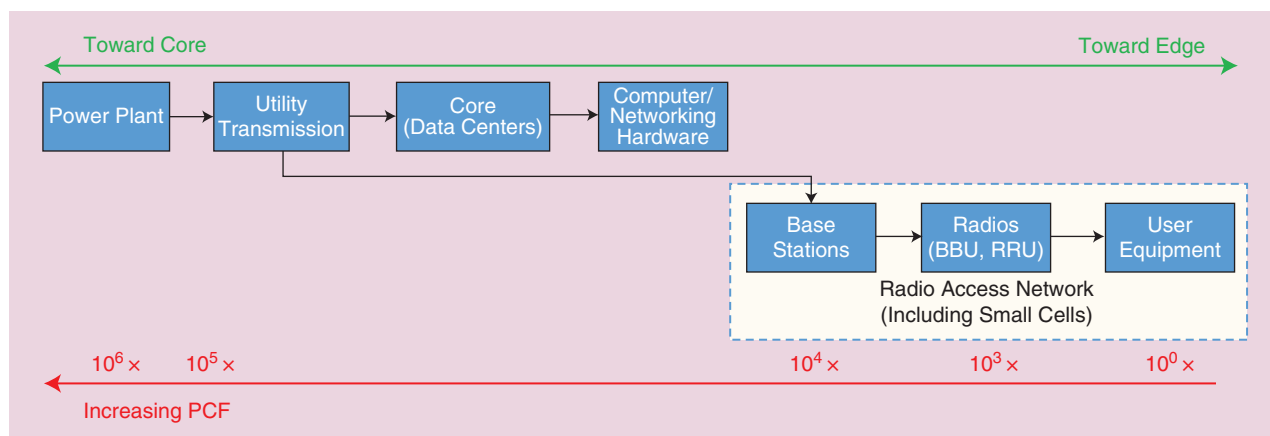 Toward Core
Toward Edge
Power Plant
Utility
Transmission
Core
(Data Centers)
Computer/
Networking
Hardware
Base
Stations
Radios
(BBU, RRU)
User
Equipment
Radio Access Network
(Including Small Cells)
10⁶ ×
10⁵ ×
10⁴ ×
10³ ×
10⁰ ×
Increasing PCF